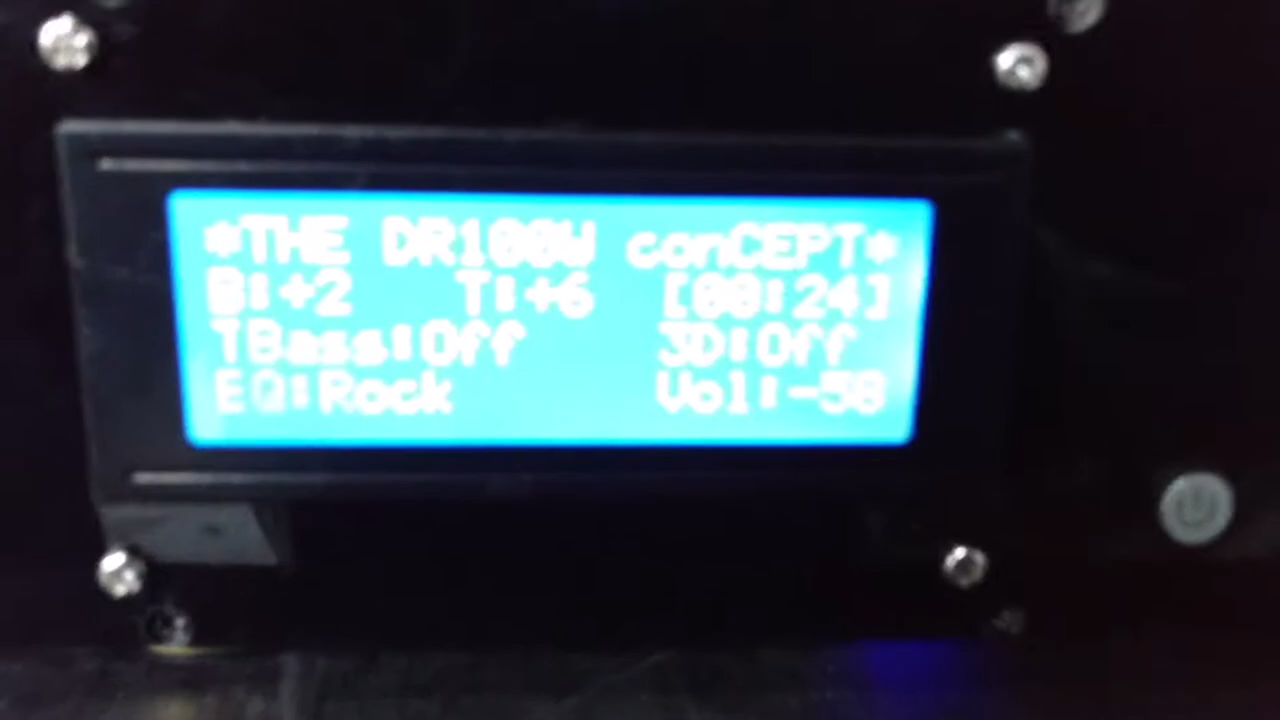 *THE DR100W conCEPT*
B:+2 T:+6 [00:24]
TBass:Off 3D:Off
EQ:Rock Vol:-58